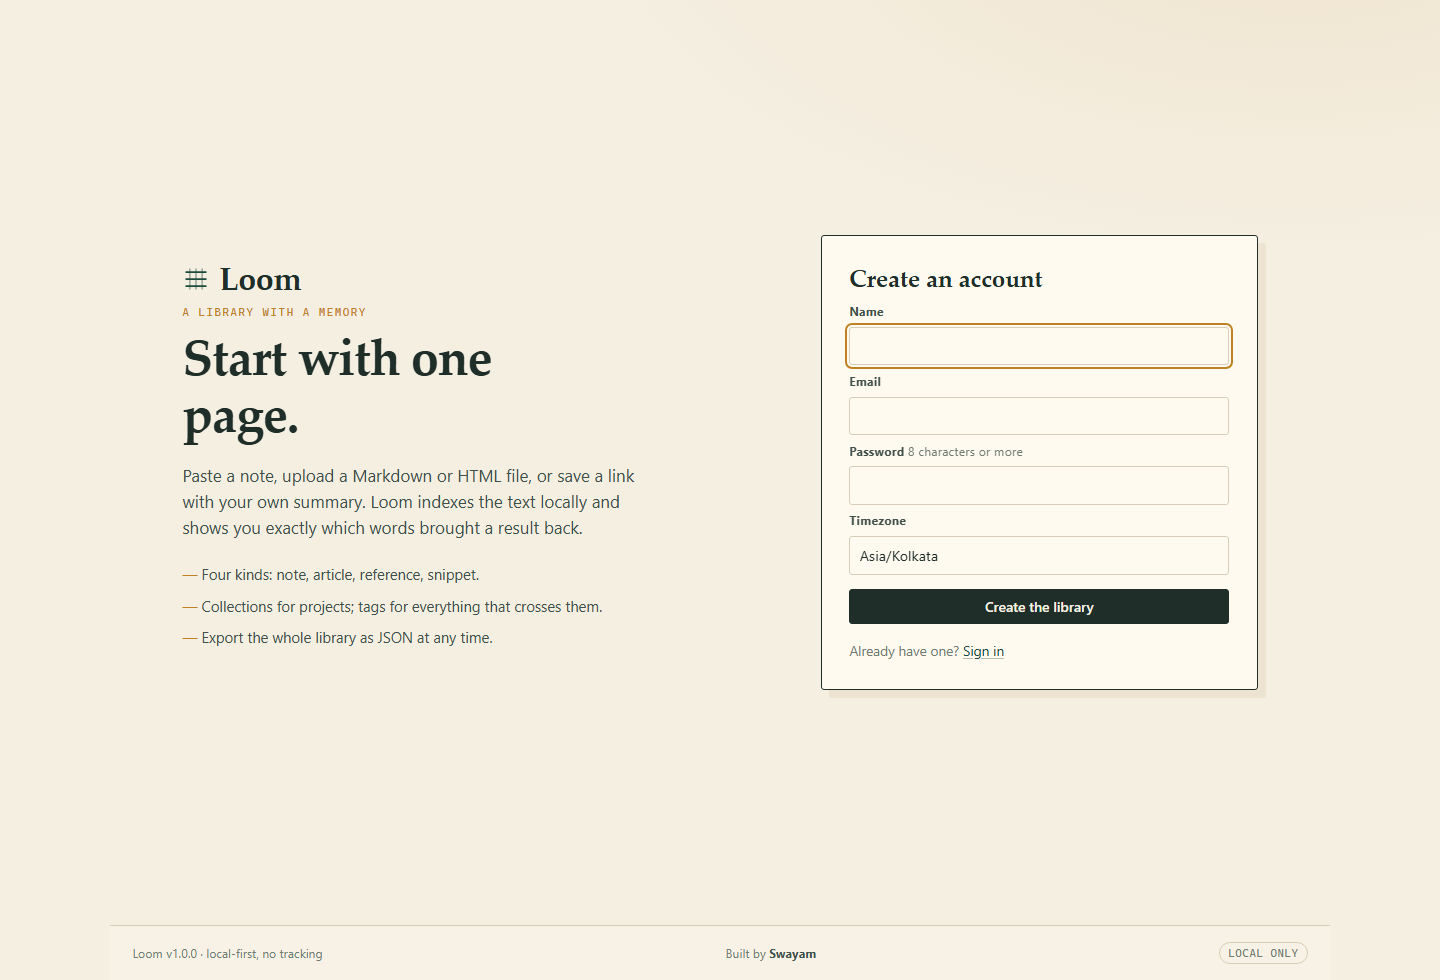 Loom
A LIBRARY WITH A MEMORY
Start with one
page.
Paste a note, upload a Markdown or HTML file, or save a link
with your own summary. Loom indexes the text locally and
shows you exactly which words brought a result back.
— Four kinds: note, article, reference, snippet.
— Collections for projects; tags for everything that crosses them.
— Export the whole library as JSON at any time.
Create an account
Name
Email
Password 8 characters or more
Timezone
Asia/Kolkata
Create the library
Already have one? Sign in
Loom v1.0.0 · local-first, no tracking
Built by Swayam
LOCAL ONLY